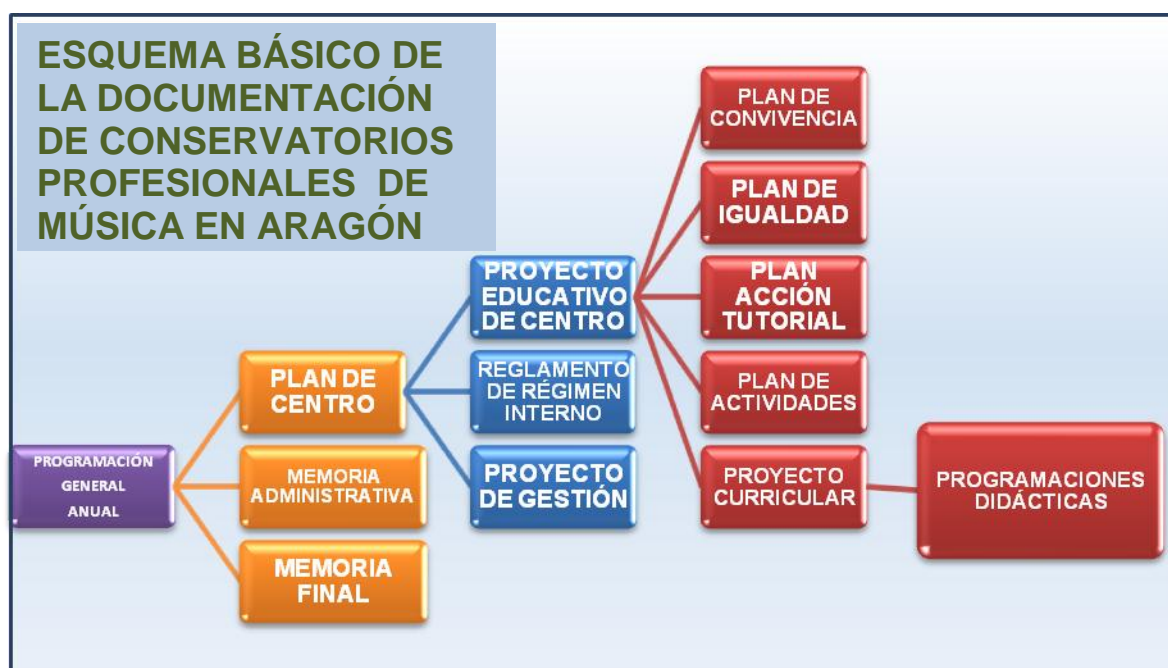 ESQUEMA BÁSICO DE
LA DOCUMENTACIÓN
DE CONSERVATORIOS
PROFESIONALES DE
MÚSICA EN ARAGÓN
PROGRAMACIÓN
GENERAL
ANUAL
PLAN DE
CENTRO
MEMORIA
ADMINISTRATIVA
MEMORIA
FINAL
PROYECTO
EDUCATIVO
DE CENTRO
REGLAMENTO
DE RÉGIMEN
INTERNO
PROYECTO
DE GESTIÓN
PLAN DE
CONVIVENCIA
PLAN DE
IGUALDAD
PLAN
ACCIÓN
TUTORIAL
PLAN DE
ACTIVIDADES
PROYECTO
CURRICULAR
PROGRAMACIONES
DIDÁCTICAS